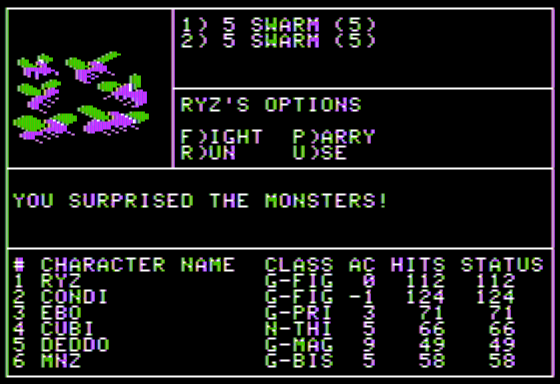 1) 5 SWARM (5)
2) 5 SWARM (5)
RYZ'S OPTIONS
F)IGHT P)ARRY
R)UN U)SE
YOU SURPRISED THE MONSTERS!
# CHARACTER NAME CLASS AC HITS STATUS
1 RYZ G-FIG 0 112 112
2 CONDI G-FIG -1 124 124
3 EBO G-PRI 3 71 71
4 CUBI N-THI 5 66 66
5 DEDDO G-MAG 9 49 49
6 MNZ G-BIS 5 58 58